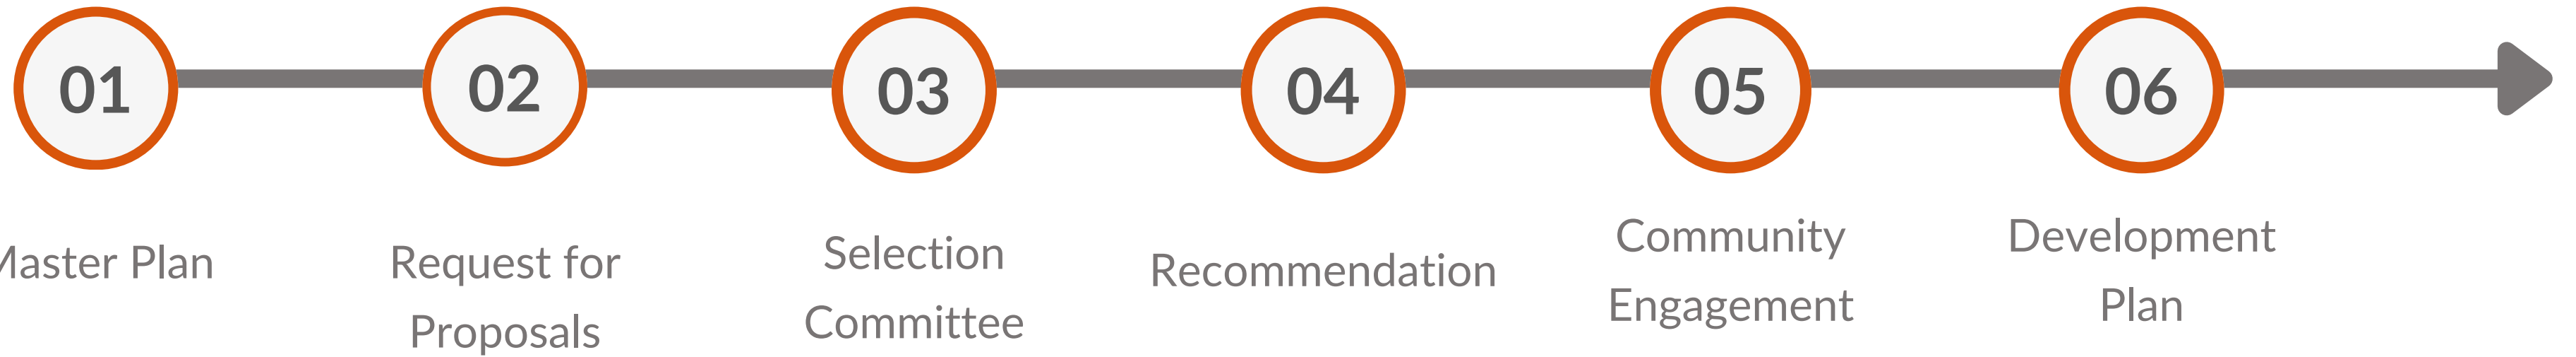 01
02
03
04
05
06
Master Plan
Request for
Proposals
Selection
Committee
Recommendation
Community
Engagement
Development
Plan